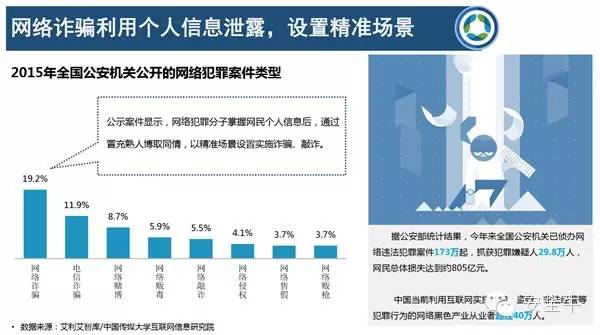 网络诈骗利用个人信息泄露，设置精准场景
2015年全国公安机关公开的网络犯罪案件类型
公示案件显示，网络犯罪分子掌握网民个人信息后，通过
冒充熟人博取同情，以精准场景设置实施诈骗、敲诈。
19.2%
11.9%
8.7%
5.9%
5.5%
4.1%
3.7%
3.7%
网络诈骗
电信诈骗
网络赌博
网络贩毒
网络敲诈
网络侵权
网络售假
网络贩枪
• 数据来源：艾利艾智库/中国传媒大学互联网信息研究院
据公安部统计结果，今年来全国公安机关已侦办网
络违法犯罪案件173万起，抓获犯罪嫌疑人29.8万人，
网民总体损失达到约805亿元。
中国当前利用互联网实施
犯罪行为的网络黑色产业从业者超过40万人。
安全牛